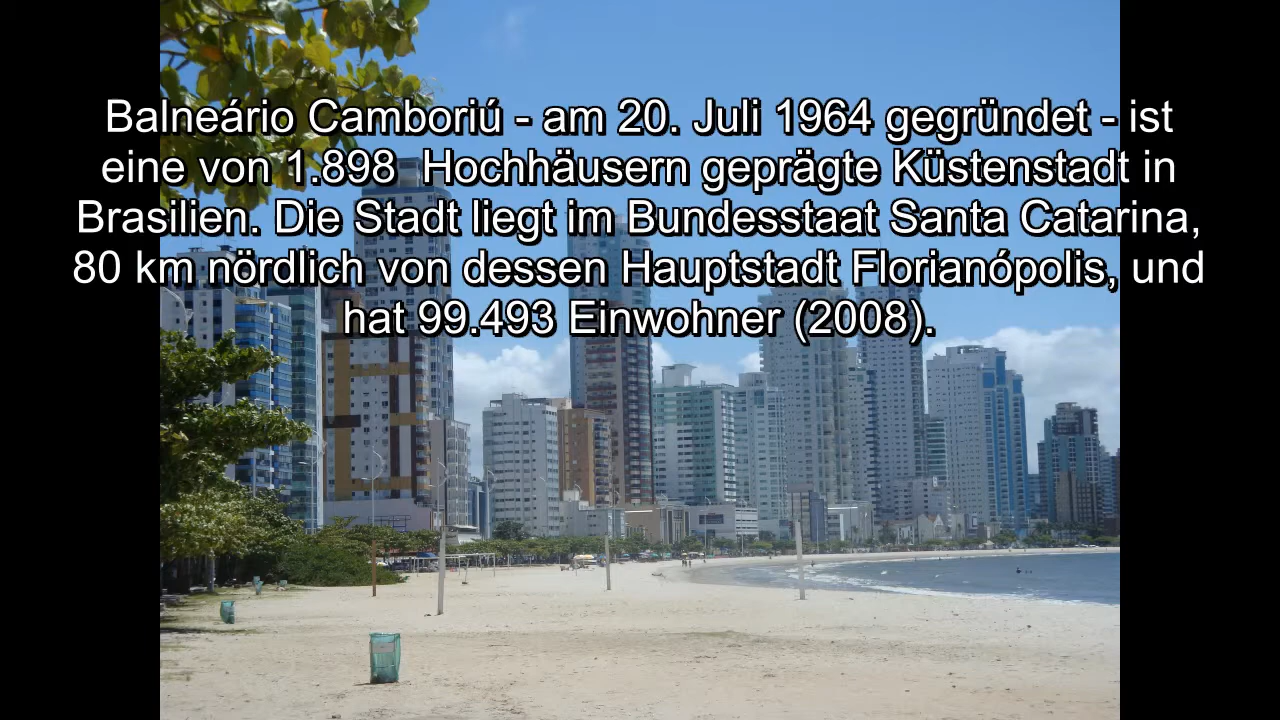 Balneário Camboriú - am 20. Juli 1964 gegründet - ist
eine von 1.898 Hochhäusern geprägte Küstenstadt in
Brasilien. Die Stadt liegt im Bundesstaat Santa Catarina,
80 km nördlich von dessen Hauptstadt Florianópolis, und
hat 99.493 Einwohner (2008).